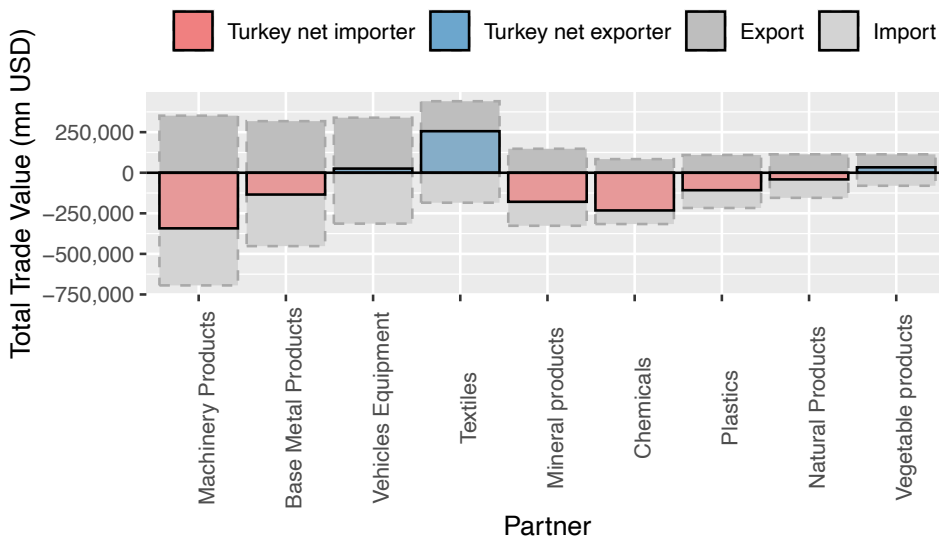 Turkey net importer
Turkey net exporter
Export
Import
Total Trade Value (mn USD)
250,000
0
−250,000
−500,000
−750,000
Machinery Products
Base Metal Products
Vehicles Equipment
Textiles
Mineral products
Chemicals
Plastics
Natural Products
Vegetable products
Partner